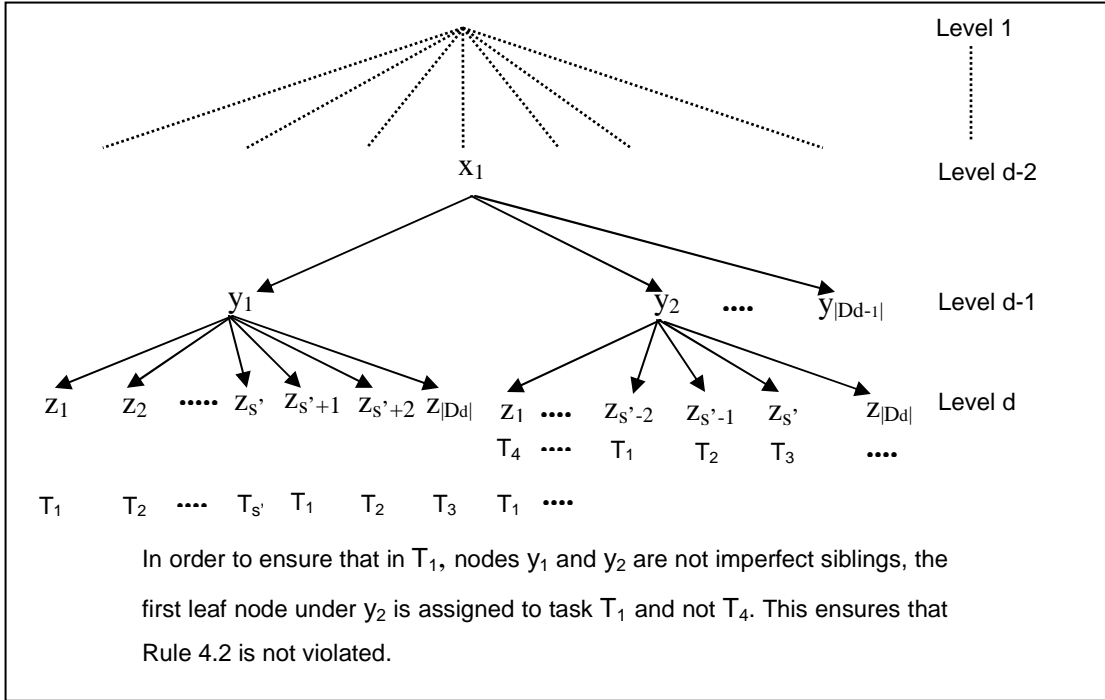 Level 1
x₁ Level d-2
y₁ y₂ •••• y|Dd-1| Level d-1
z₁ z₂ ••••• zs’ zs’+1 zs’+2 z|Dd| z₁ •••• zs’-2 zs’-1 zs’ z|Dd| Level d
T₄ •••• T₁ T₂ T₃ ••••
T₁ T₂ •••• Ts’ T₁ T₂ T₃ T₁ ••••
In order to ensure that in T₁, nodes y₁ and y₂ are not imperfect siblings, the
first leaf node under y₂ is assigned to task T₁ and not T₄. This ensures that
Rule 4.2 is not violated.